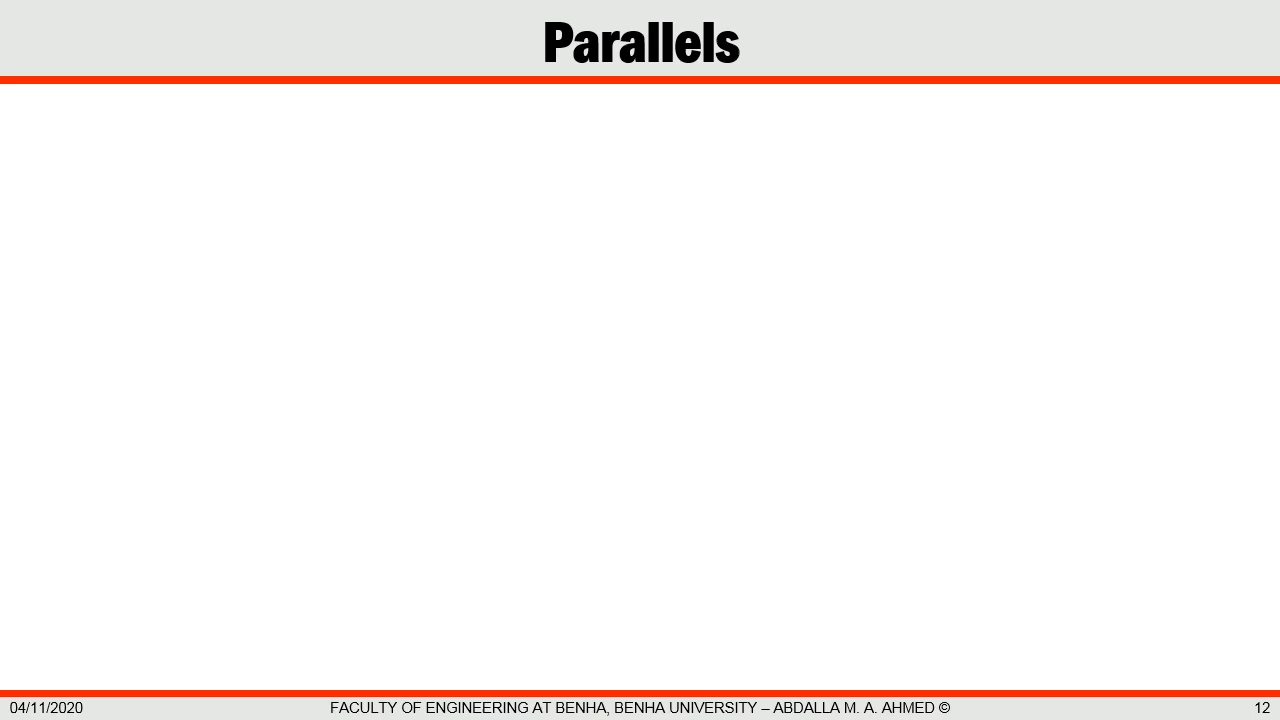 Parallels
04/11/2020
FACULTY OF ENGINEERING AT BENHA, BENHA UNIVERSITY – ABDALLA M. A. AHMED ©
12